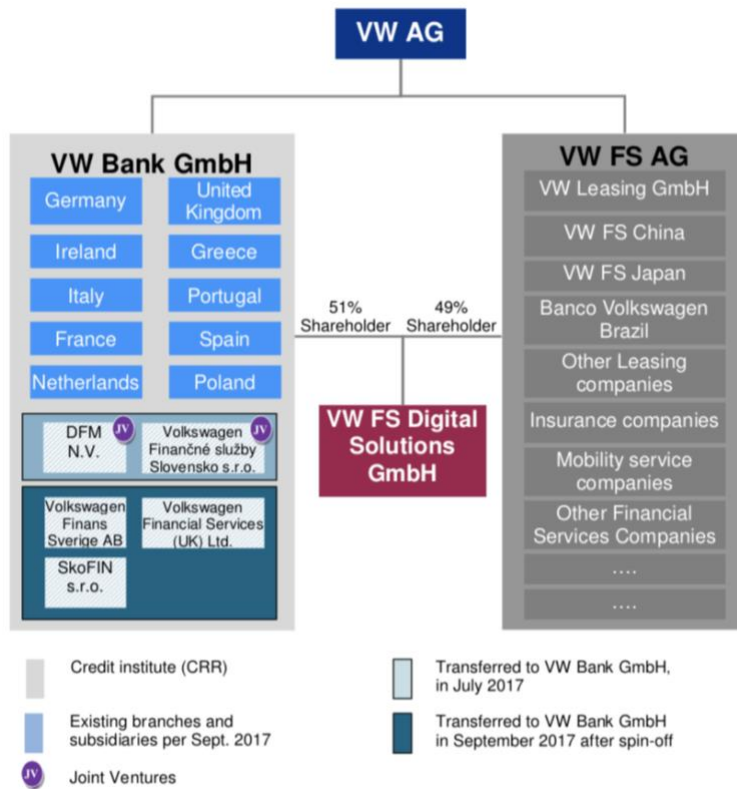 VW AG
VW Bank GmbH
Germany
United
Kingdom
Ireland
Greece
Italy
Portugal
France
Spain
Netherlands
Poland
DFM
N.V.
JV
Volkswagen
Finančné služby
Slovensko s.r.o.
JV
Volkswagen
Finans
Sverige AB
Volkswagen
Financial Services
(UK) Ltd.
SkoFIN
s.r.o.
51%
Shareholder
49%
Shareholder
VW FS Digital
Solutions
GmbH
VW FS AG
VW Leasing GmbH
VW FS China
VW FS Japan
Banco Volkswagen
Brazil
Other Leasing
companies
Insurance companies
Mobility service
companies
Other Financial
Services Companies
....
....
Credit institute (CRR)
Existing branches and
subsidiaries per Sept. 2017
JV
Joint Ventures
Transferred to VW Bank GmbH,
in July 2017
Transferred to VW Bank GmbH
in September 2017 after spin-off